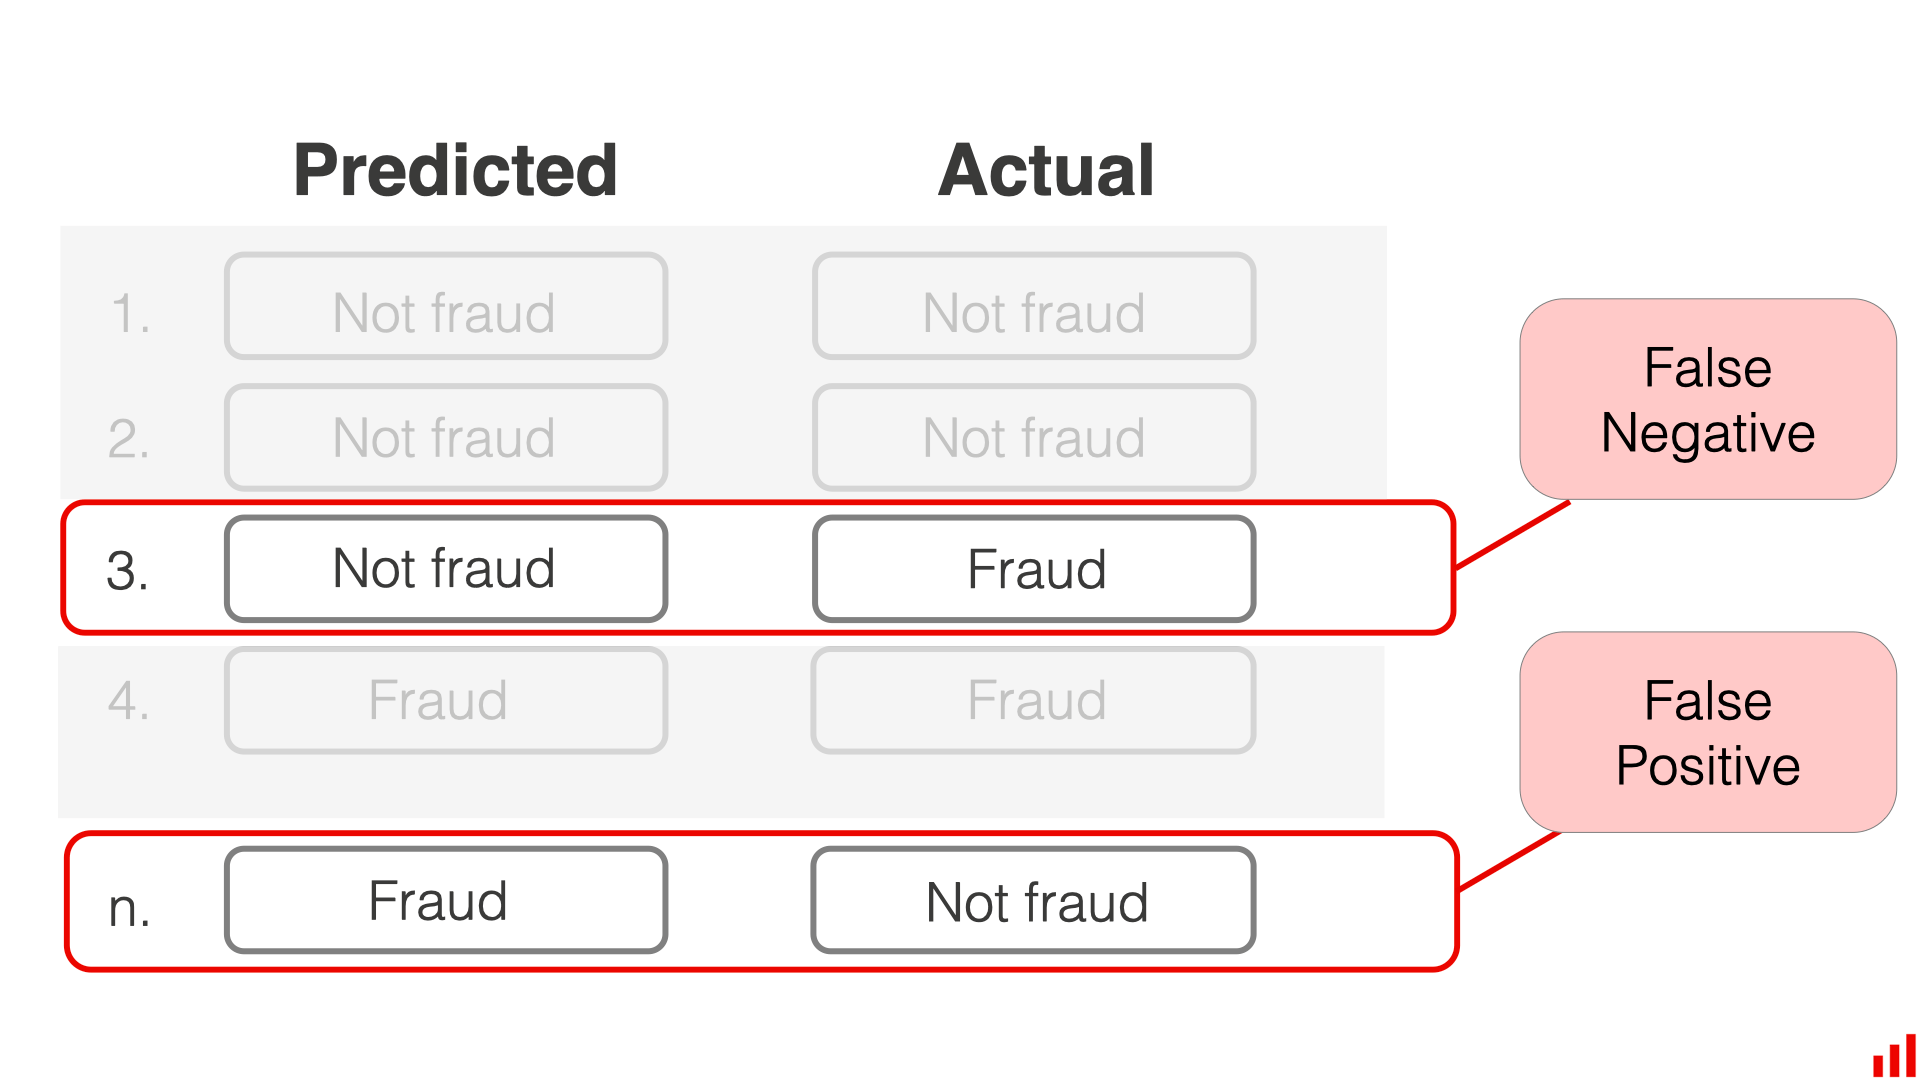 Predicted Actual
1. Not fraud Not fraud
2. Not fraud Not fraud
3. Not fraud Fraud
4. Fraud Fraud
n. Fraud Not fraud
False
Negative
False
Positive